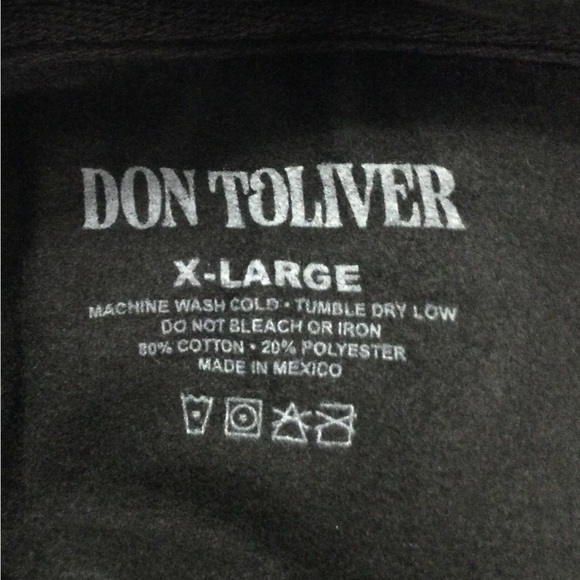 DON TOLIVER
X-LARGE
MACHINE WASH COLD • TUMBLE DRY LOW
DO NOT BLEACH OR IRON
80% COTTON • 20% POLYESTER
MADE IN MEXICO